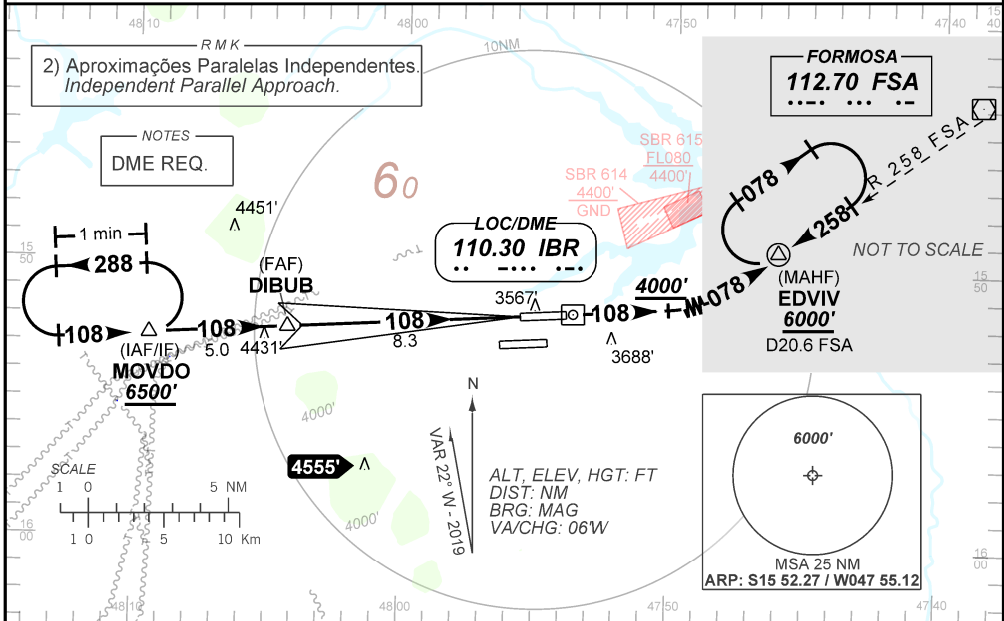 48 10
48 00
47 50
47 40
15
40
10NM
RMK
2) Aproximações Paralelas Independentes.
Independent Parallel Approach.
NOTES
DME REQ.
60
SBR 615
FL080
4400'
SBR 614
4400'
GND
FORMOSA
112.70 FSA
R 258 FSA
078
258
NOT TO SCALE
(MAHF)
EDVIV
6000'
D20.6 FSA
4451'
1 min
288
15
50
108
(IAF/IF)
MOVDO
6500'
108
5.0
(FAF)
DIBUB
4431'
108
8.3
LOC/DME
110.30 IBR
3567'
108
4000'
078
3688'
15
50
4000'
4555'
4000'
N
VAR 22° W - 2019
ALT, ELEV, HGT: FT
DIST: NM
BRG: MAG
VA/CHG: 06'W
SCALE
1 0 5 NM
1 0 5 10 Km
6000'
MSA 25 NM
ARP: S15 52.27 / W047 55.12
16
00
16
00
48 10
48 00
47 50
47 40